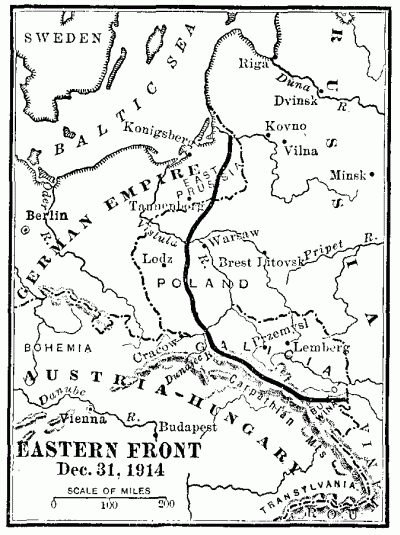 SWEDEN
BALTIC SEA
RUSSIA
Riga
Duna R.
Dvinsk
Konigsberg
Kovno
Vilna
EAST PRUSSIA
Minsk
Tannenberg
GERMAN EMPIRE
Oder R.
Berlin
Vistula R.
Warsaw
Lodz
Brest Litovsk
Pripet R.
POLAND
BOHEMIA
Cracow
GALICIA
Przemysl
Lemberg
Dunajec R.
AUSTRIA-HUNGARY
Carpathian Mts
Danube R.
Vienna
Budapest
TRANSYLVANIA
EASTERN FRONT
Dec. 31, 1914
SCALE OF MILES
0 100 200